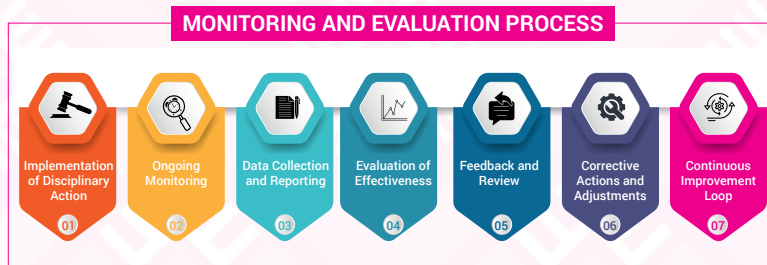 MONITORING AND EVALUATION PROCESS
Implementation
of Disciplinary
Action
01
Ongoing
Monitoring
02
Data Collection
and Reporting
03
Evaluation of
Effectiveness
04
Feedback and
Review
05
Corrective
Actions and
Adjustments
06
Continuous
Improvement
Loop
07